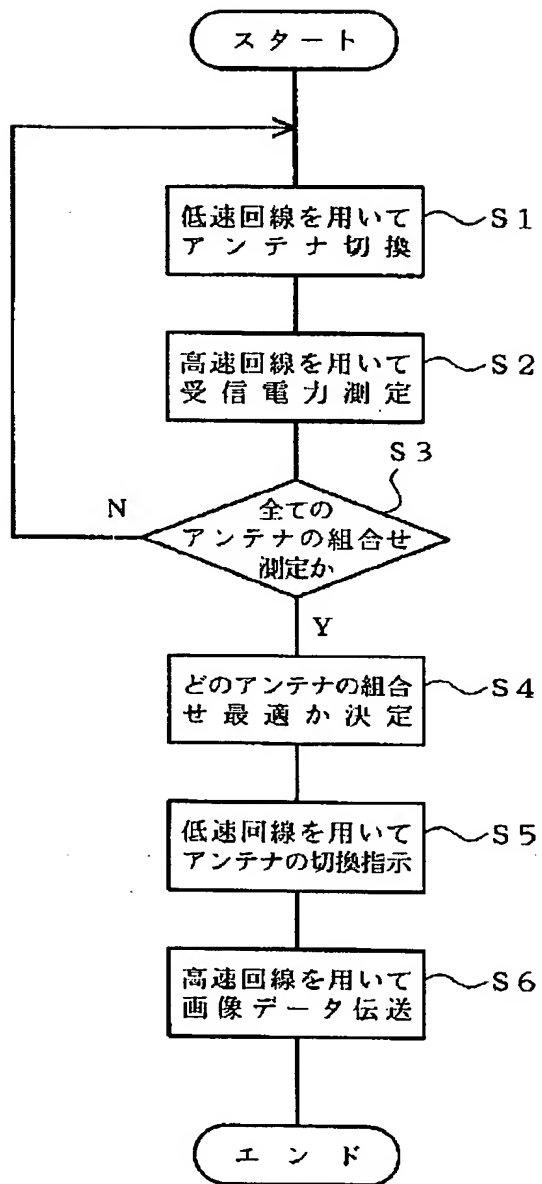 スタート
低速回線を用いて
アンテナ切換
S1
高速回線を用いて
受信電力測定
S2
S3
全ての
アンテナの組合せ
測定か
N
Y
どのアンテナの組合
せ最適か決定
S4
低速回線を用いて
アンテナの切換指示
S5
高速回線を用いて
画像データ伝送
S6
エンド